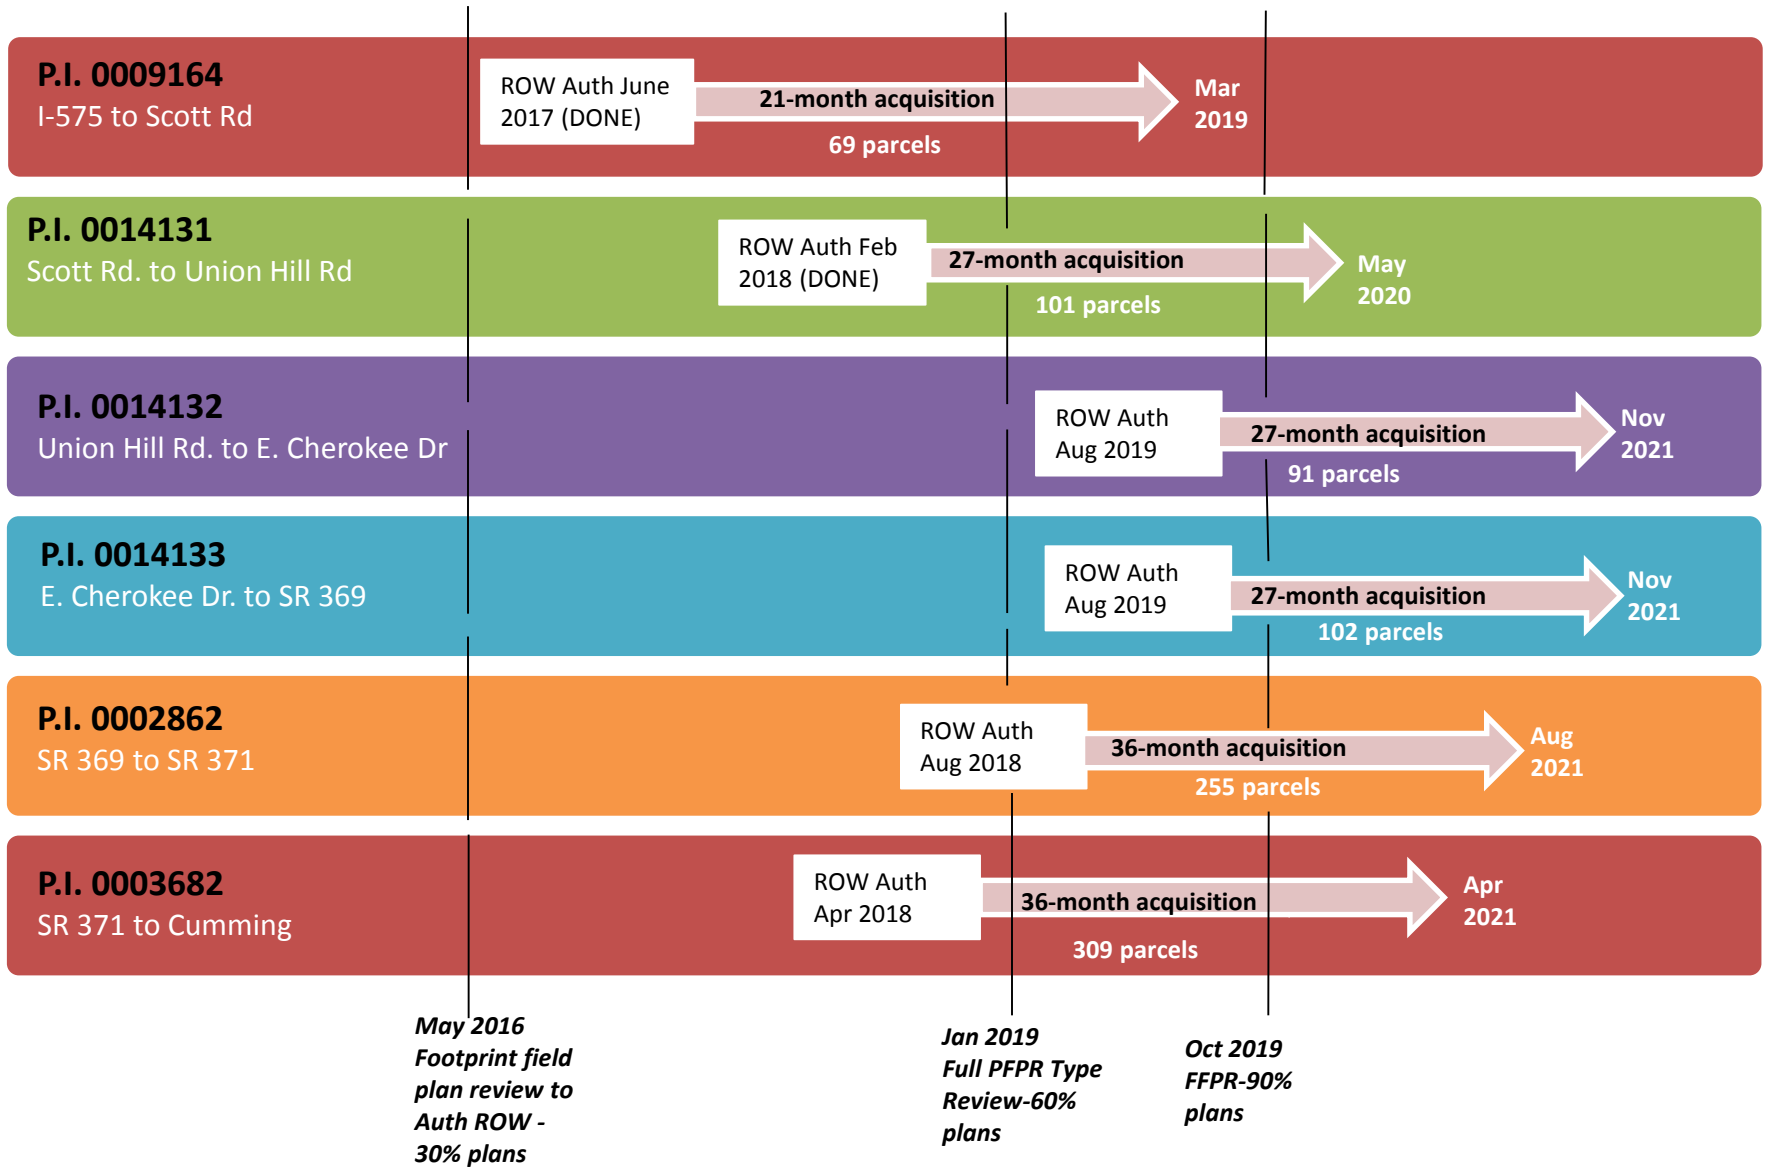 P.I. 0009164
I-575 to Scott Rd
ROW Auth June
2017 (DONE)
21-month acquisition
69 parcels
Mar
2019
P.I. 0014131
Scott Rd. to Union Hill Rd
ROW Auth Feb
2018 (DONE)
27-month acquisition
101 parcels
May
2020
P.I. 0014132
Union Hill Rd. to E. Cherokee Dr
ROW Auth
Aug 2019
27-month acquisition
91 parcels
Nov
2021
P.I. 0014133
E. Cherokee Dr. to SR 369
ROW Auth
Aug 2019
27-month acquisition
102 parcels
Nov
2021
P.I. 0002862
SR 369 to SR 371
ROW Auth
Aug 2018
36-month acquisition
255 parcels
Aug
2021
P.I. 0003682
SR 371 to Cumming
ROW Auth
Apr 2018
36-month acquisition
309 parcels
Apr
2021
May 2016
Footprint field
plan review to
Auth ROW -
30% plans
Jan 2019
Full PFPR Type
Review-60%
plans
Oct 2019
FFPR-90%
plans